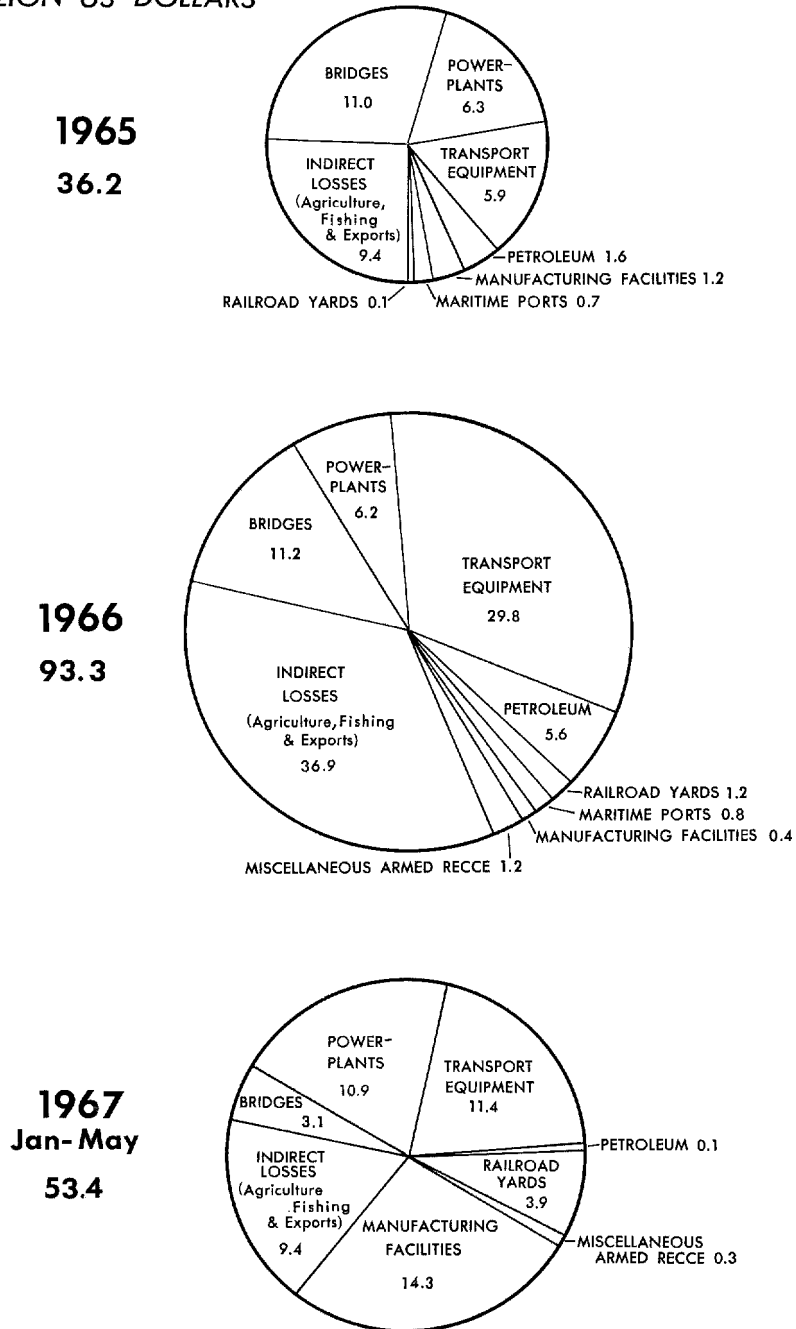 US DOLLARS
1965
36.2
BRIDGES
11.0
POWER-
PLANTS
6.3
TRANSPORT
EQUIPMENT
5.9
INDIRECT
LOSSES
(Agriculture,
Fishing
& Exports)
9.4
PETROLEUM 1.6
MANUFACTURING FACILITIES 1.2
RAILROAD YARDS 0.1
MARITIME PORTS 0.7
1966
93.3
POWER-
PLANTS
6.2
BRIDGES
11.2
TRANSPORT
EQUIPMENT
29.8
INDIRECT
LOSSES
(Agriculture, Fishing
& Exports)
36.9
PETROLEUM
5.6
RAILROAD YARDS 1.2
MARITIME PORTS 0.8
MANUFACTURING FACILITIES 0.4
MISCELLANEOUS ARMED RECCE 1.2
1967
Jan-May
53.4
POWER-
PLANTS
10.9
TRANSPORT
EQUIPMENT
11.4
BRIDGES
3.1
PETROLEUM 0.1
INDIRECT
LOSSES
(Agriculture
Fishing
& Exports)
9.4
RAILROAD
YARDS
3.9
MANUFACTURING
FACILITIES
14.3
MISCELLANEOUS
ARMED RECCE 0.3